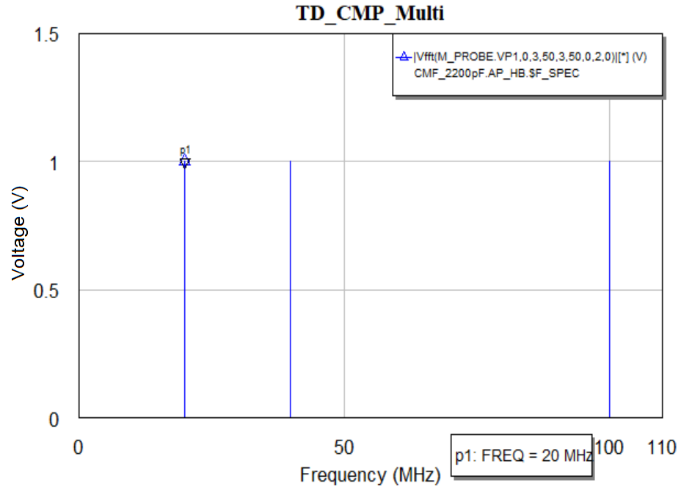 TD_CMP_Multi
1.5
|Vfft(M_PROBE.VP1,0,3,50,3,50,0,2,0)|[*] (V)
CMF_2200pF.AP_HB.$F_SPEC
p1
1
Voltage (V)
0.5
0
0 50 100 110
p1: FREQ = 20 MHz
Frequency (MHz)